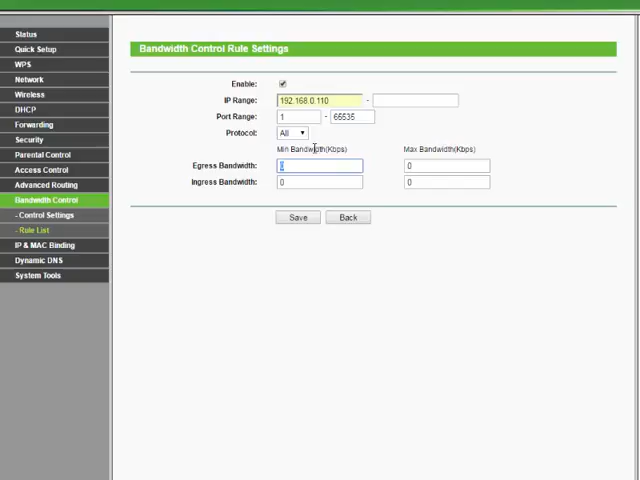 Status
Quick Setup
WPS
Network
Wireless
DHCP
Forwarding
Security
Parental Control
Access Control
Advanced Routing
Bandwidth Control
- Control Settings
- Rule List
IP & MAC Binding
Dynamic DNS
System Tools
Bandwidth Control Rule Settings
Enable:
IP Range: 192.168.0.110 -
Port Range: 1 - 65535
Protocol: All
Min Bandwidth(Kbps) Max Bandwidth(Kbps)
Egress Bandwidth: 0 0
Ingress Bandwidth: 0 0
Save Back